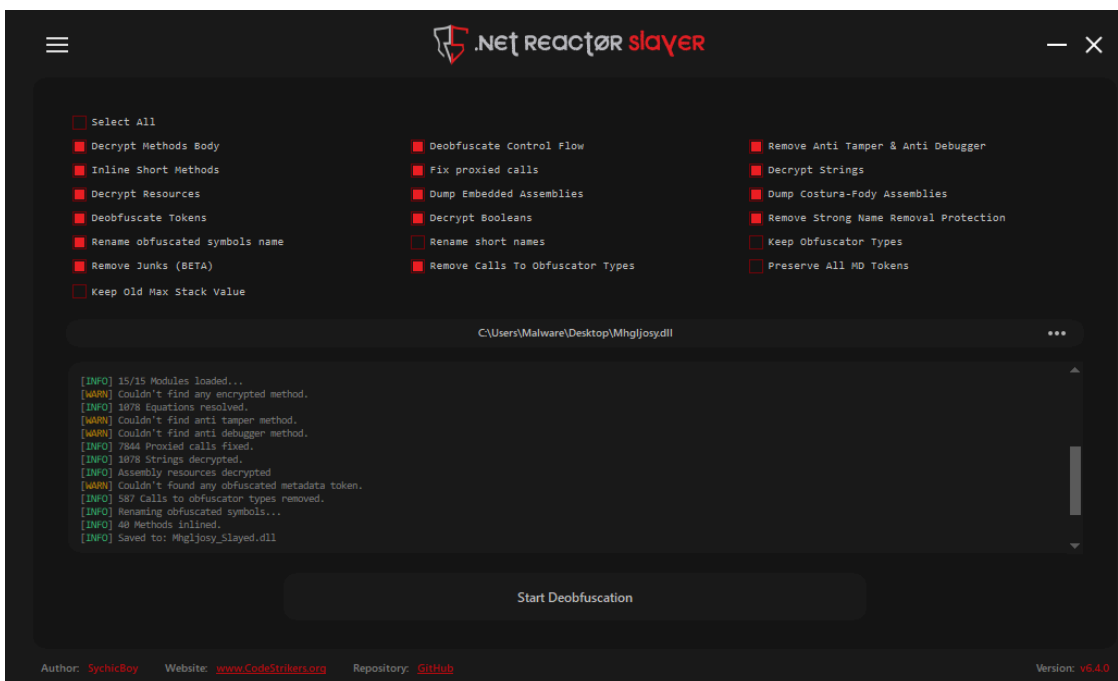 .NET REACTØR SLAYER
Select All
Decrypt Methods Body
Deobfuscate Control Flow
Remove Anti Tamper & Anti Debugger
Inline Short Methods
Fix proxied calls
Decrypt Strings
Decrypt Resources
Dump Embedded Assemblies
Dump Costura-Fody Assemblies
Deobfuscate Tokens
Decrypt Booleans
Remove Strong Name Removal Protection
Rename obfuscated symbols name
Rename short names
Keep Obfuscator Types
Remove Junks (BETA)
Remove Calls To Obfuscator Types
Preserve All MD Tokens
Keep Old Max Stack Value
C:\Users\Malware\Desktop\Mhgljosy.dll
[INFO] 15/15 Modules loaded...
[WARN] Couldn't find any encrypted method.
[INFO] 1078 Equations resolved.
[WARN] Couldn't find anti tamper method.
[WARN] Couldn't find anti debugger method.
[INFO] 7844 Proxied calls fixed.
[INFO] 1078 Strings decrypted.
[INFO] Assembly resources decrypted
[WARN] Couldn't found any obfuscated metadata token.
[INFO] 587 Calls to obfuscator types removed.
[INFO] Renaming obfuscated symbols...
[INFO] 40 Methods inlined.
[INFO] Saved to: Mhgljosy_Slayed.dll
Start Deobfuscation
Author: SychicBoy Website: www.CodeStrikers.org Repository: GitHub Version: v6.4.0